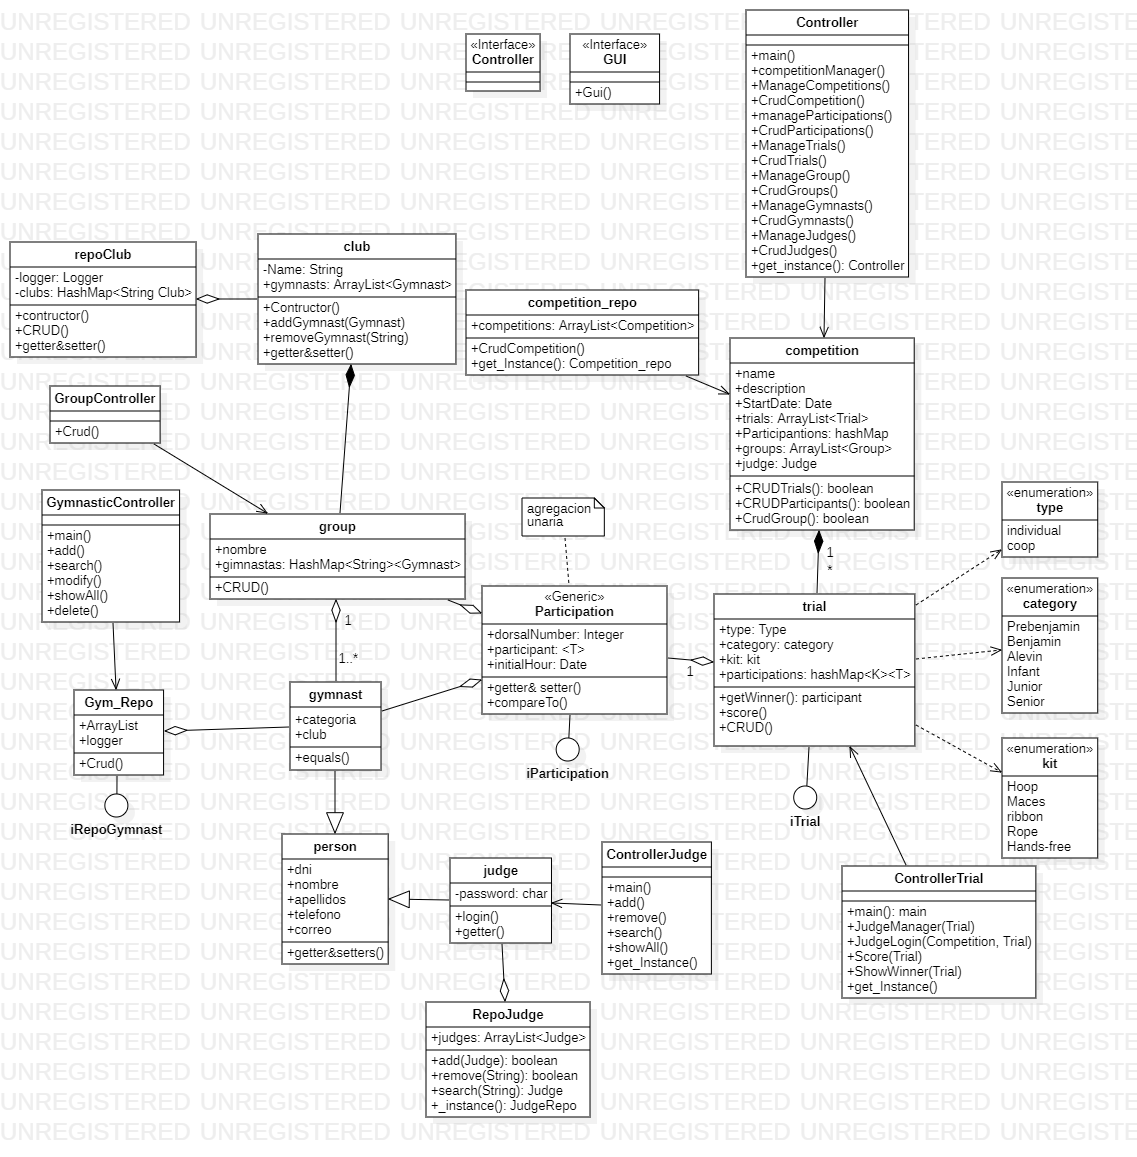 Controller
+main()
+competitionManager()
+ManageCompetitions()
+CrudCompetition()
+manageParticipations()
+CrudParticipations()
+ManageTrials()
+CrudTrials()
+ManageGroup()
+CrudGroups()
+ManageGymnasts()
+CrudGymnasts()
+ManageJudges()
+CrudJudges()
+get_instance(): Controller
«Interface»
Controller
«Interface»
GUI
+Gui()
repoClub
-logger: Logger
-clubs: HashMap<String Club>
+contructor()
+CRUD()
+getter&setter()
club
-Name: String
+gymnasts: ArrayList<Gymnast>
+Contructor()
+addGymnast(Gymnast)
+removeGymnast(String)
+getter&setter()
competition_repo
+competitions: ArrayList<Competition>
+CrudCompetition()
+get_Instance(): Competition_repo
competition
+name
+description
+StartDate: Date
+trials: ArrayList<Trial>
+Participantions: hashMap
+groups: ArrayList<Group>
+judge: Judge
+CRUDTrials(): boolean
+CRUDParticipants(): boolean
+CrudGroup(): boolean
GroupController
+Crud()
GymnasticController
+main()
+add()
+search()
+modify()
+showAll()
+delete()
group
+nombre
+gimnastas: HashMap<String><Gymnast>
+CRUD()
agregacion
unaria
«enumeration»
type
individual
coop
1
*
«Generic»
Participation
+dorsalNumber: Integer
+participant: <T>
+initialHour: Date
+getter& setter()
+compareTo()
iParticipation
trial
+type: Type
+category: category
+kit: kit
+participations: hashMap<K><T>
+getWinner(): participant
+score()
+CRUD()
1
iTrial
«enumeration»
category
Prebenjamin
Benjamin
Alevin
Infant
Junior
Senior
«enumeration»
kit
Hoop
Maces
ribbon
Rope
Hands-free
1
1..*
Gym_Repo
+ArrayList
+logger
+Crud()
iRepoGymnast
gymnast
+categoria
+club
+equals()
person
+dni
+nombre
+apellidos
+telefono
+correo
+getter&setters()
judge
-password: char
+login()
+getter()
ControllerJudge
+main()
+add()
+remove()
+search()
+showAll()
+get_Instance()
ControllerTrial
+main(): main
+JudgeManager(Trial)
+JudgeLogin(Competition, Trial)
+Score(Trial)
+ShowWinner(Trial)
+get_Instance()
RepoJudge
+judges: ArrayList<Judge>
+add(Judge): boolean
+remove(String): boolean
+search(String): Judge
+_instance(): JudgeRepo
UNREGISTERED